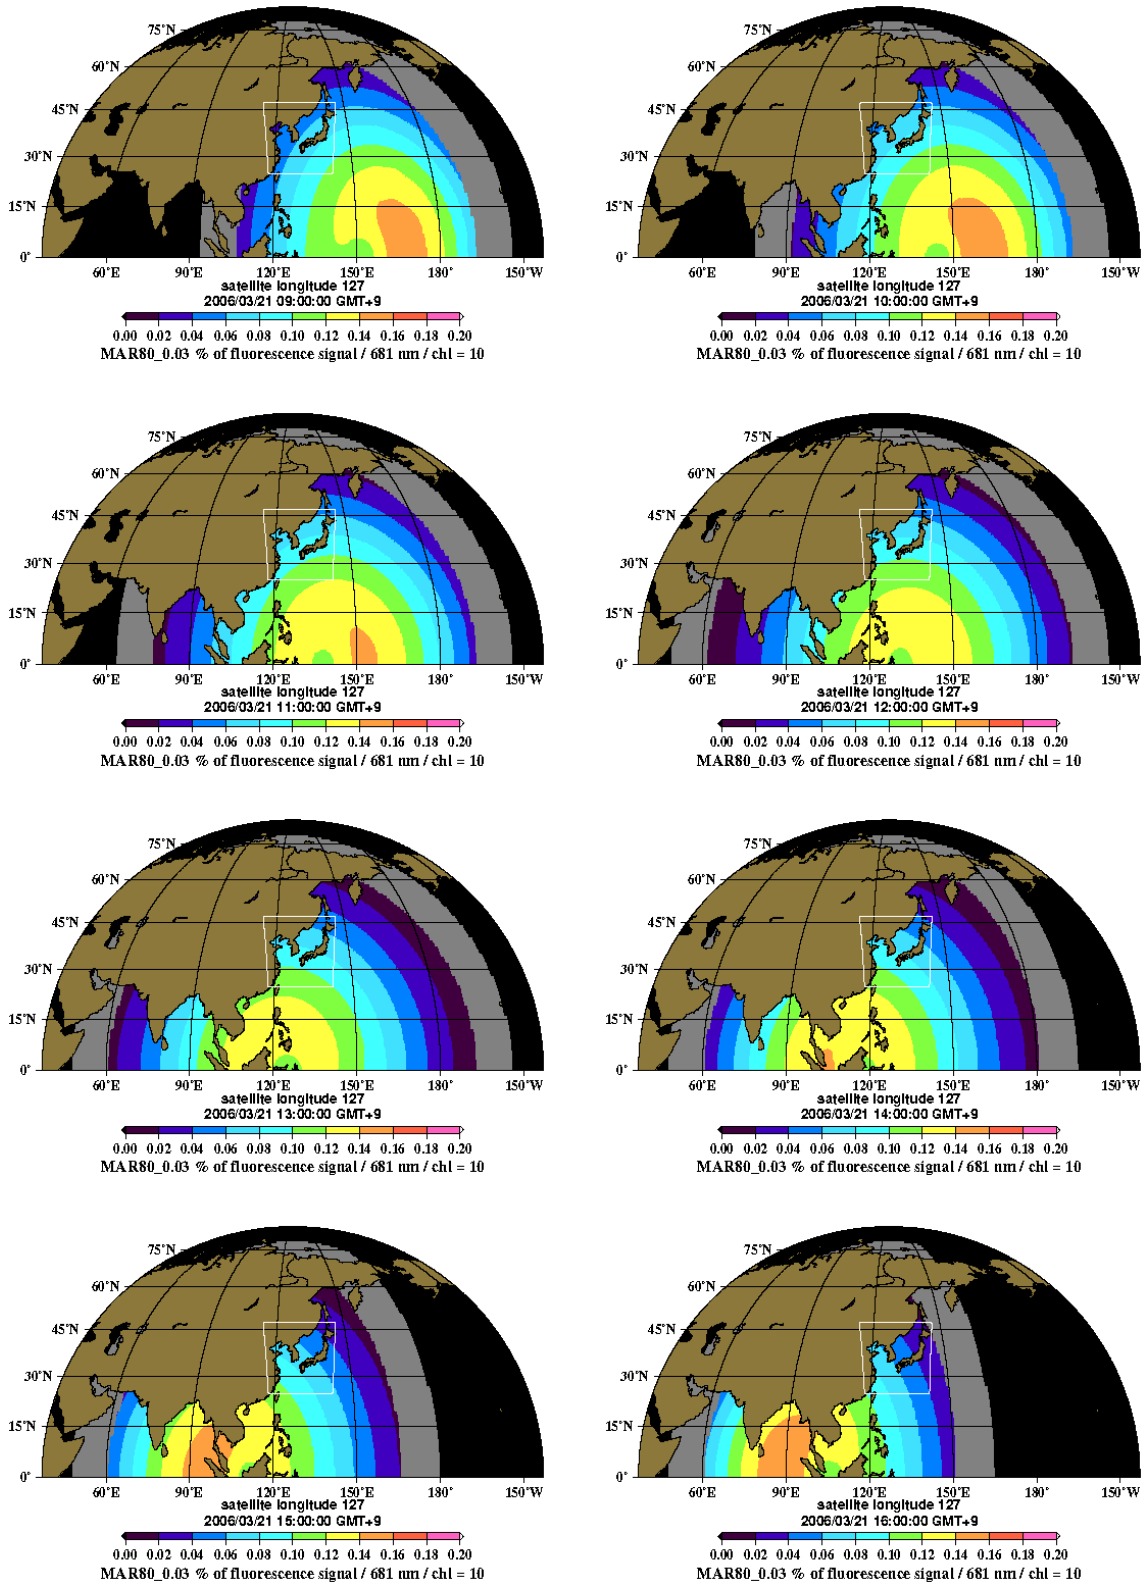 75°N
60°N
45°N
30°N
15°N
0°
60°E 90°E 120°E 150°E 180° 150°W
satellite longitude 127
2006/03/21 09:00:00 GMT+9
0.00 0.02 0.04 0.06 0.08 0.10 0.12 0.14 0.16 0.18 0.20
MAR80_0.03 % of fluorescence signal / 681 nm / chl = 10
75°N
60°N
45°N
30°N
15°N
0°
60°E 90°E 120°E 150°E 180° 150°W
satellite longitude 127
2006/03/21 10:00:00 GMT+9
0.00 0.02 0.04 0.06 0.08 0.10 0.12 0.14 0.16 0.18 0.20
MAR80_0.03 % of fluorescence signal / 681 nm / chl = 10
75°N
60°N
45°N
30°N
15°N
0°
60°E 90°E 120°E 150°E 180° 150°W
satellite longitude 127
2006/03/21 11:00:00 GMT+9
0.00 0.02 0.04 0.06 0.08 0.10 0.12 0.14 0.16 0.18 0.20
MAR80_0.03 % of fluorescence signal / 681 nm / chl = 10
75°N
60°N
45°N
30°N
15°N
0°
60°E 90°E 120°E 150°E 180° 150°W
satellite longitude 127
2006/03/21 12:00:00 GMT+9
0.00 0.02 0.04 0.06 0.08 0.10 0.12 0.14 0.16 0.18 0.20
MAR80_0.03 % of fluorescence signal / 681 nm / chl = 10
75°N
60°N
45°N
30°N
15°N
0°
60°E 90°E 120°E 150°E 180° 150°W
satellite longitude 127
2006/03/21 13:00:00 GMT+9
0.00 0.02 0.04 0.06 0.08 0.10 0.12 0.14 0.16 0.18 0.20
MAR80_0.03 % of fluorescence signal / 681 nm / chl = 10
75°N
60°N
45°N
30°N
15°N
0°
60°E 90°E 120°E 150°E 180° 150°W
satellite longitude 127
2006/03/21 14:00:00 GMT+9
0.00 0.02 0.04 0.06 0.08 0.10 0.12 0.14 0.16 0.18 0.20
MAR80_0.03 % of fluorescence signal / 681 nm / chl = 10
75°N
60°N
45°N
30°N
15°N
0°
60°E 90°E 120°E 150°E 180° 150°W
satellite longitude 127
2006/03/21 15:00:00 GMT+9
0.00 0.02 0.04 0.06 0.08 0.10 0.12 0.14 0.16 0.18 0.20
MAR80_0.03 % of fluorescence signal / 681 nm / chl = 10
75°N
60°N
45°N
30°N
15°N
0°
60°E 90°E 120°E 150°E 180° 150°W
satellite longitude 127
2006/03/21 16:00:00 GMT+9
0.00 0.02 0.04 0.06 0.08 0.10 0.12 0.14 0.16 0.18 0.20
MAR80_0.03 % of fluorescence signal / 681 nm / chl = 10